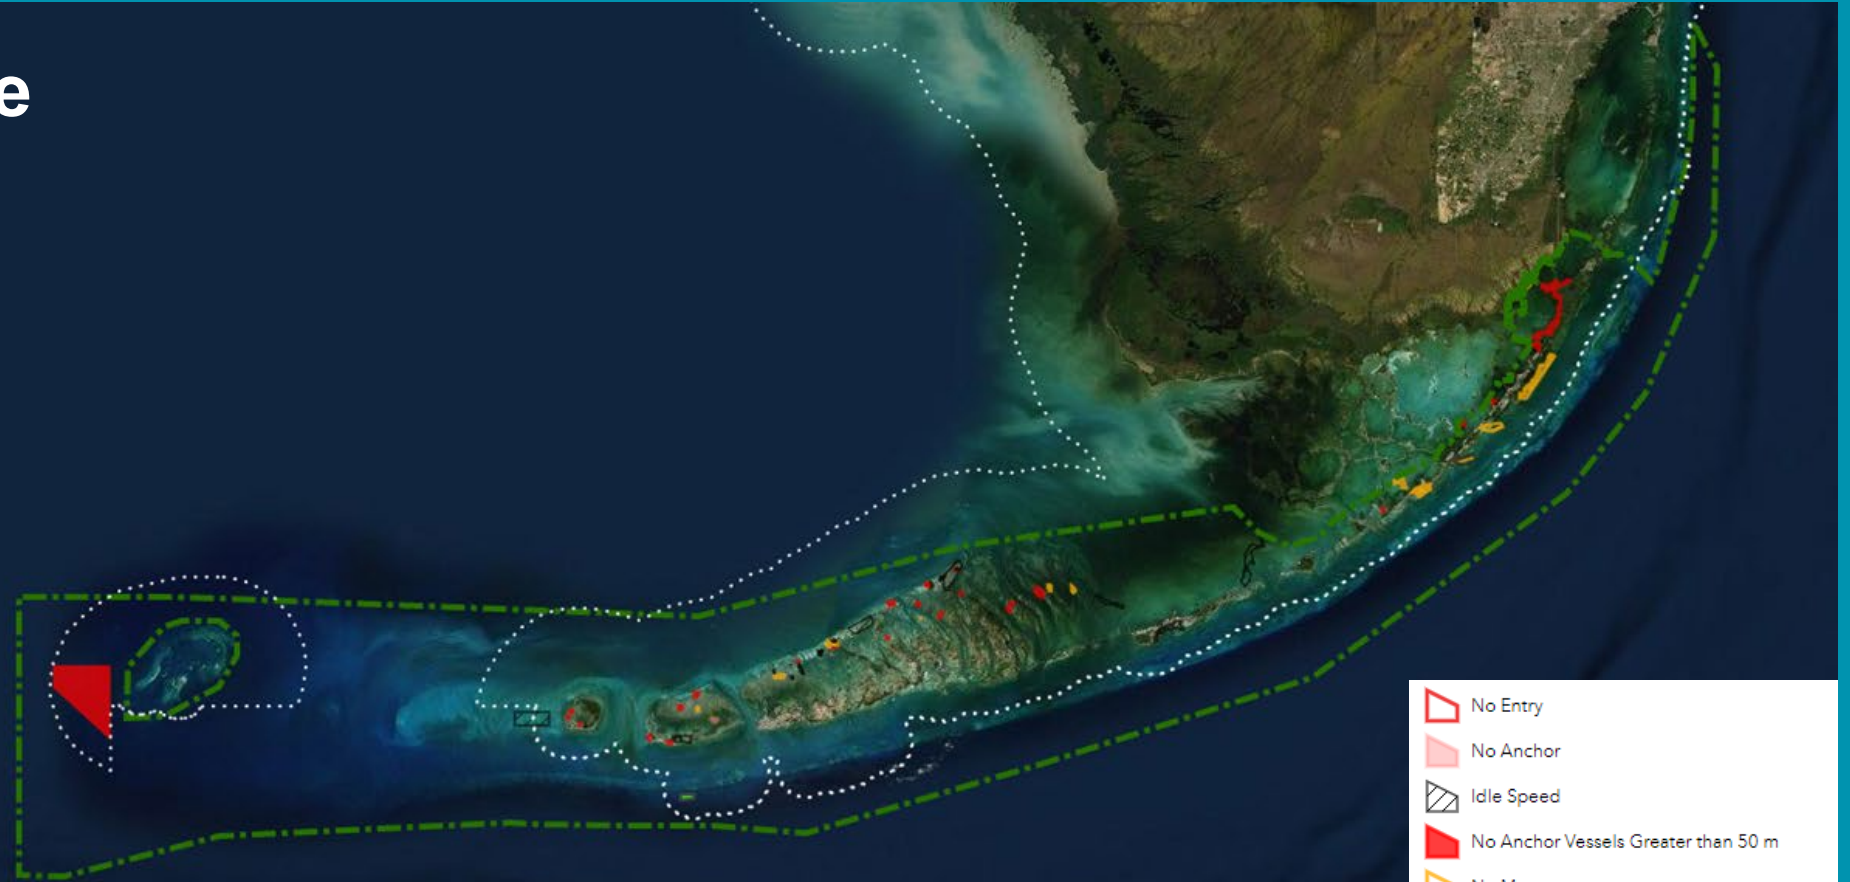 e
No Entry
No Anchor
Idle Speed
No Anchor Vessels Greater than 50 m